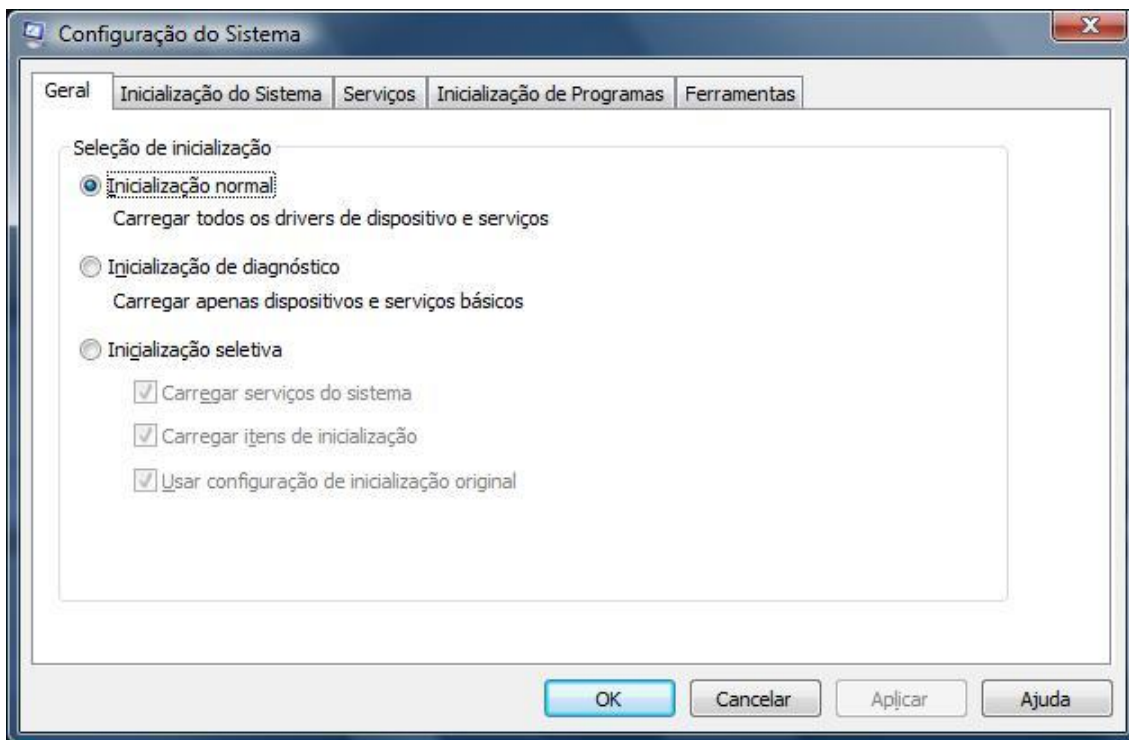 Configuração do Sistema
Geral Inicialização do Sistema Serviços Inicialização de Programas Ferramentas
Seleção de inicialização
Inicialização normal
Carregar todos os drivers de dispositivo e serviços
Inicialização de diagnóstico
Carregar apenas dispositivos e serviços básicos
Inicialização seletiva
Carregar serviços do sistema
Carregar itens de inicialização
Usar configuração de inicialização original
OK Cancelar Aplicar Ajuda